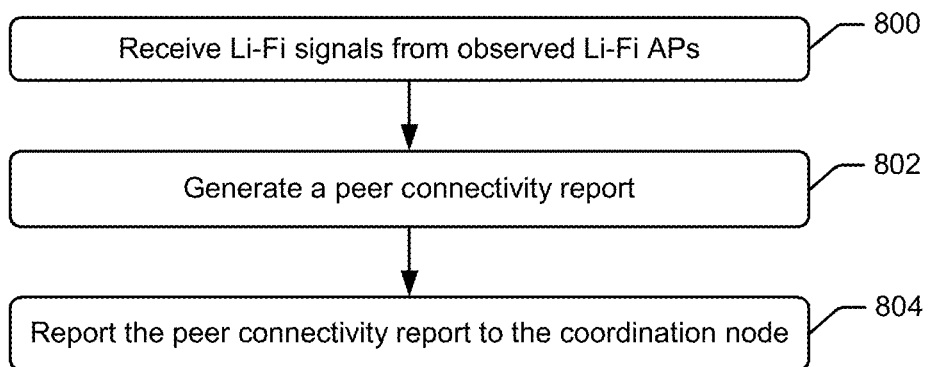 Receive Li-Fi signals from observed Li-Fi APs
800
Generate a peer connectivity report
802
Report the peer connectivity report to the coordination node
804